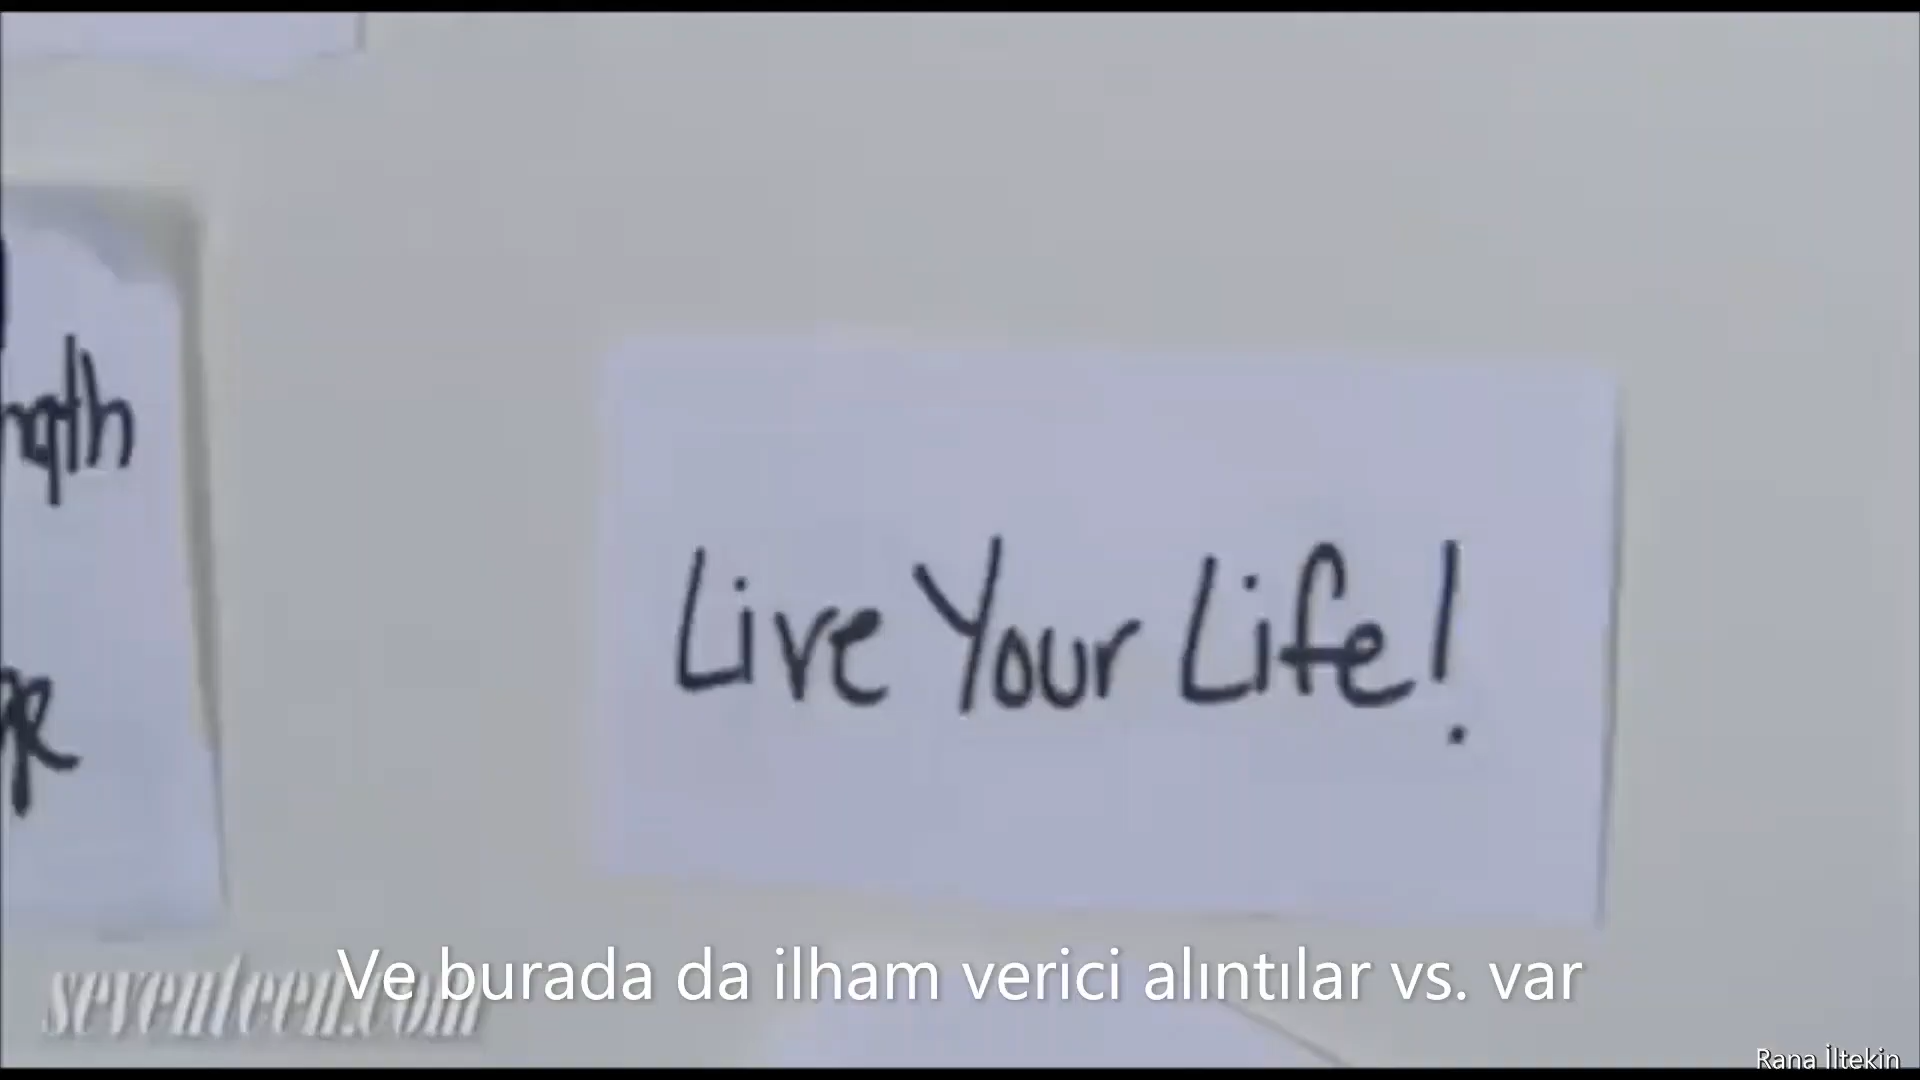 Live Your Life!
Ve burada da ilham verici alıntılar vs. var
seventeen.com
Rana İltekin